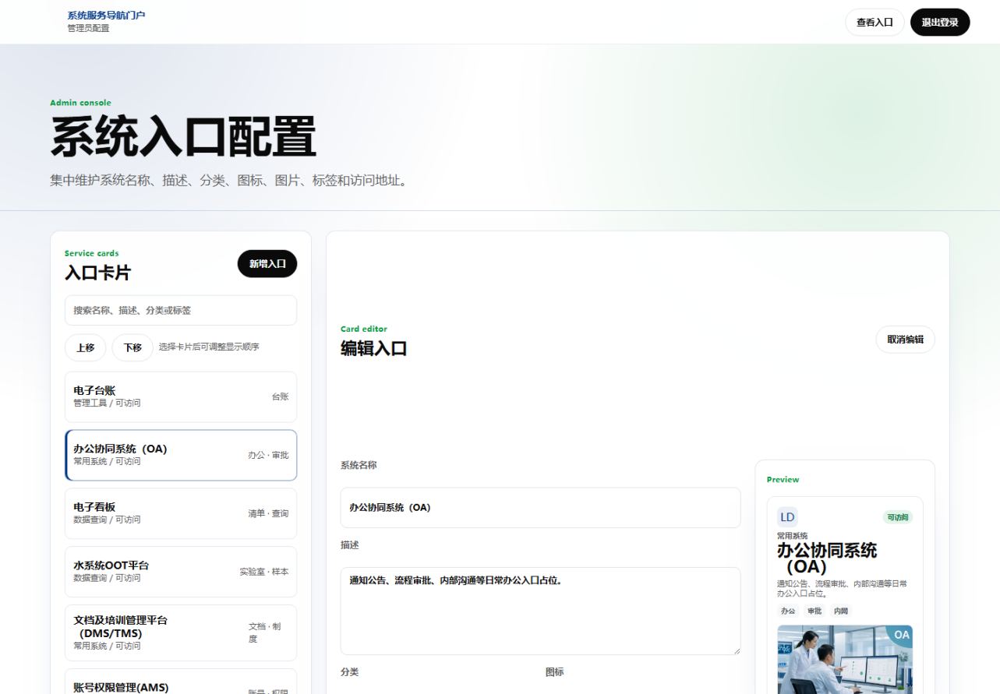 系统服务导航门户
管理员配置
查看入口
退出登录
Admin console
系统入口配置
集中维护系统名称、描述、分类、图标、图片、标签和访问地址。
Service cards
入口卡片
新增入口
搜索名称、描述、分类或标签
上移
下移
选择卡片后可调整显示顺序
电子台账
管理工具 / 可访问
台账
办公协同系统（OA）
常用系统 / 可访问
办公 · 审批
电子看板
数据查询 / 可访问
清单 · 查询
水系统OOT平台
数据查询 / 可访问
实验室 · 样本
文档及培训管理平台
（DMS/TMS）
常用系统 / 可访问
文档 · 制
度
账号权限管理(AMS)
账号 · 权限
Card editor
编辑入口
取消编辑
系统名称
办公协同系统（OA）
描述
通知公告、流程审批、内部沟通等日常办公入口占位。
分类
图标
Preview
LD
可访问
常用系统
办公协同系统
（OA）
通知公告、流程审批、内部沟通等日常
办公入口占位。
办公
审批
内网
OA